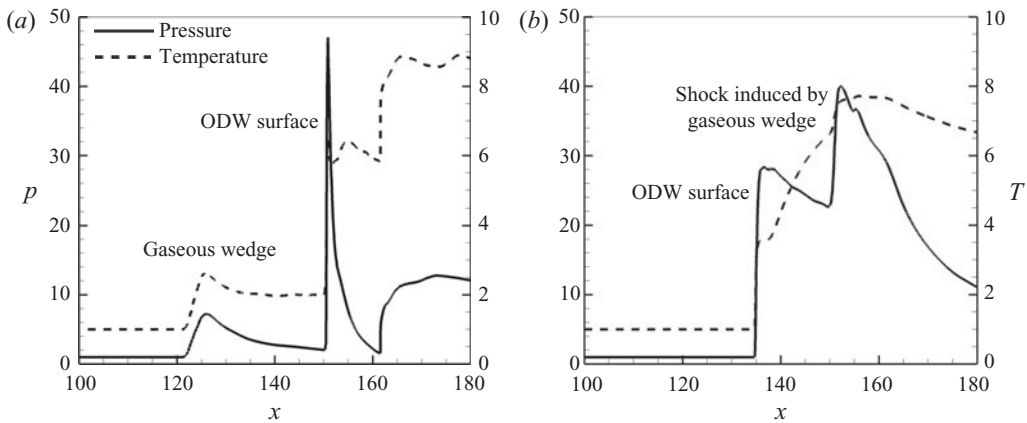 (a)
50
40
30
20
10
0
p
10
8
6
4
2
0
Pressure
Temperature
ODW surface
Gaseous wedge
100
120
140
160
180
x
(b)
50
40
30
20
10
0
10
8
6
4
2
0
T
Shock induced by
gaseous wedge
ODW surface
100
120
140
160
180
x